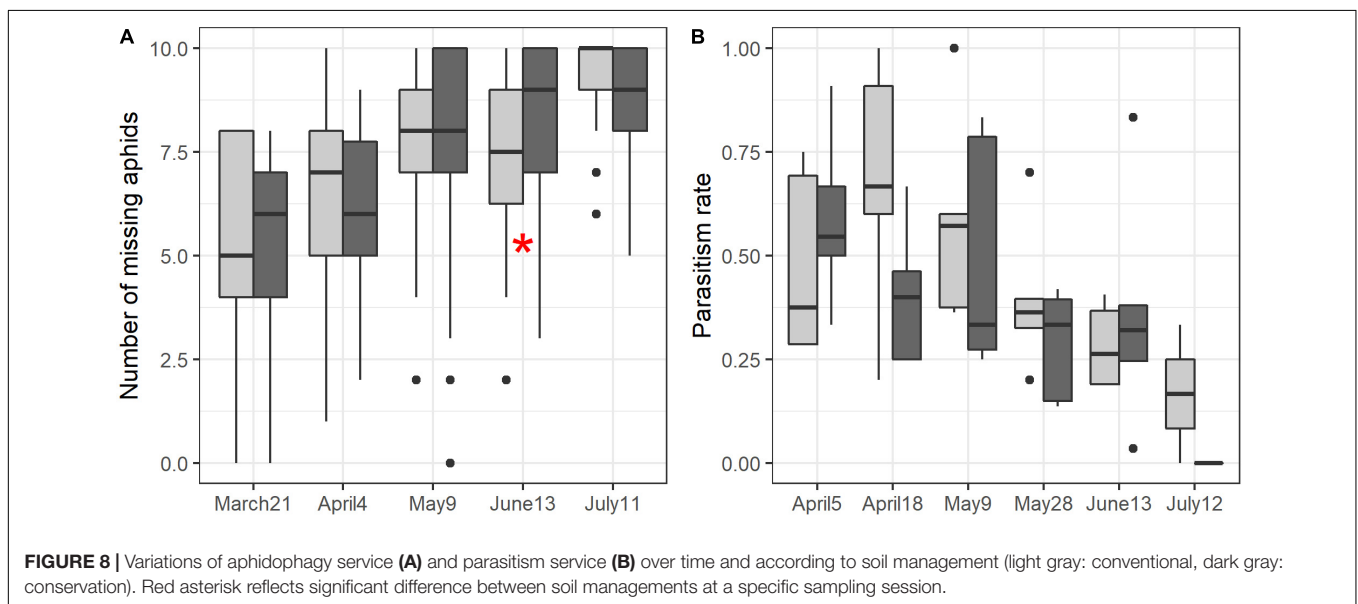 A
B
Number of missing aphids
10.0
7.5
5.0
2.5
0.0
*
March21 April4 May9 June13 July11
Parasitism rate
1.00
0.75
0.50
0.25
0.00
April5 April18 May9 May28 June13 July12
FIGURE 8 | Variations of aphidophagy service (A) and parasitism service (B) over time and according to soil management (light gray: conventional, dark gray:
conservation). Red asterisk reflects significant difference between soil managements at a specific sampling session.